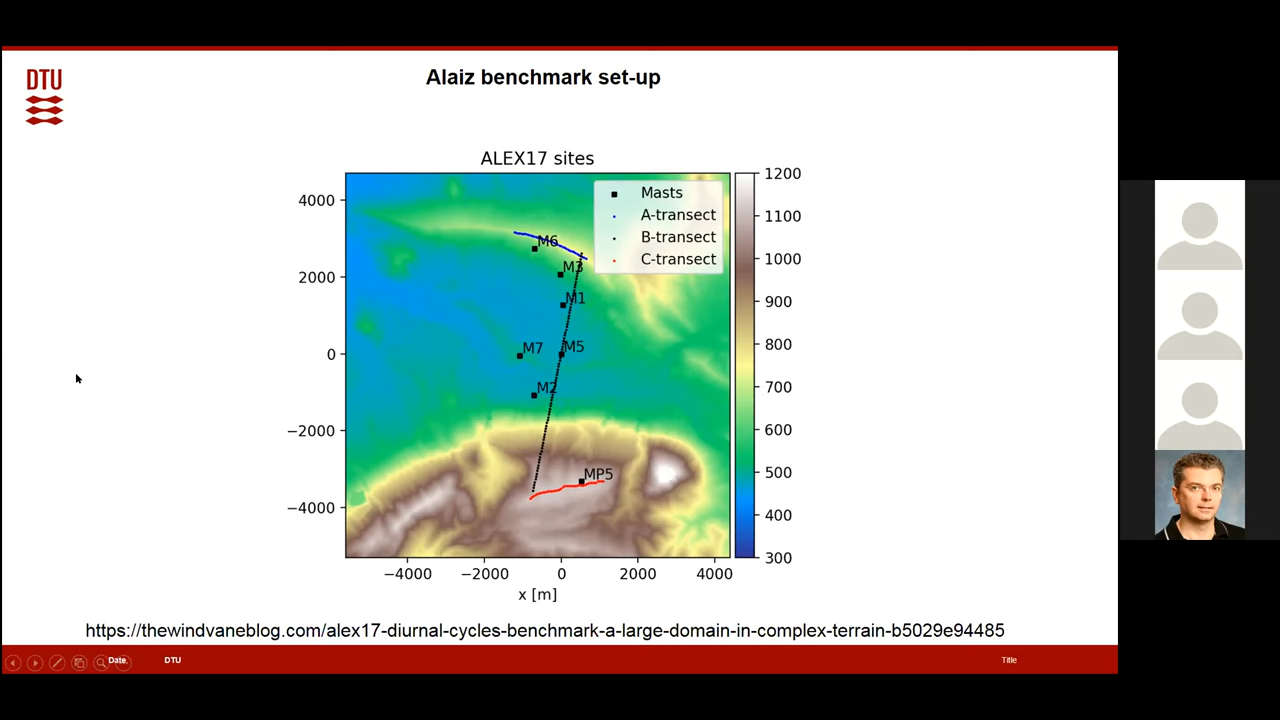 DTU
Alaiz benchmark set-up
ALEX17 sites
Masts
A-transect
B-transect
C-transect
4000
2000
0
−2000
−4000
M6
M3
M1
M7
M5
M2
MP5
1200
1100
1000
900
800
700
600
500
400
300
−4000
−2000
0
2000
4000
x [m]
https://thewindvaneblog.com/alex17-diurnal-cycles-benchmark-a-large-domain-in-complex-terrain-b5029e94485
Date.
DTU
Title